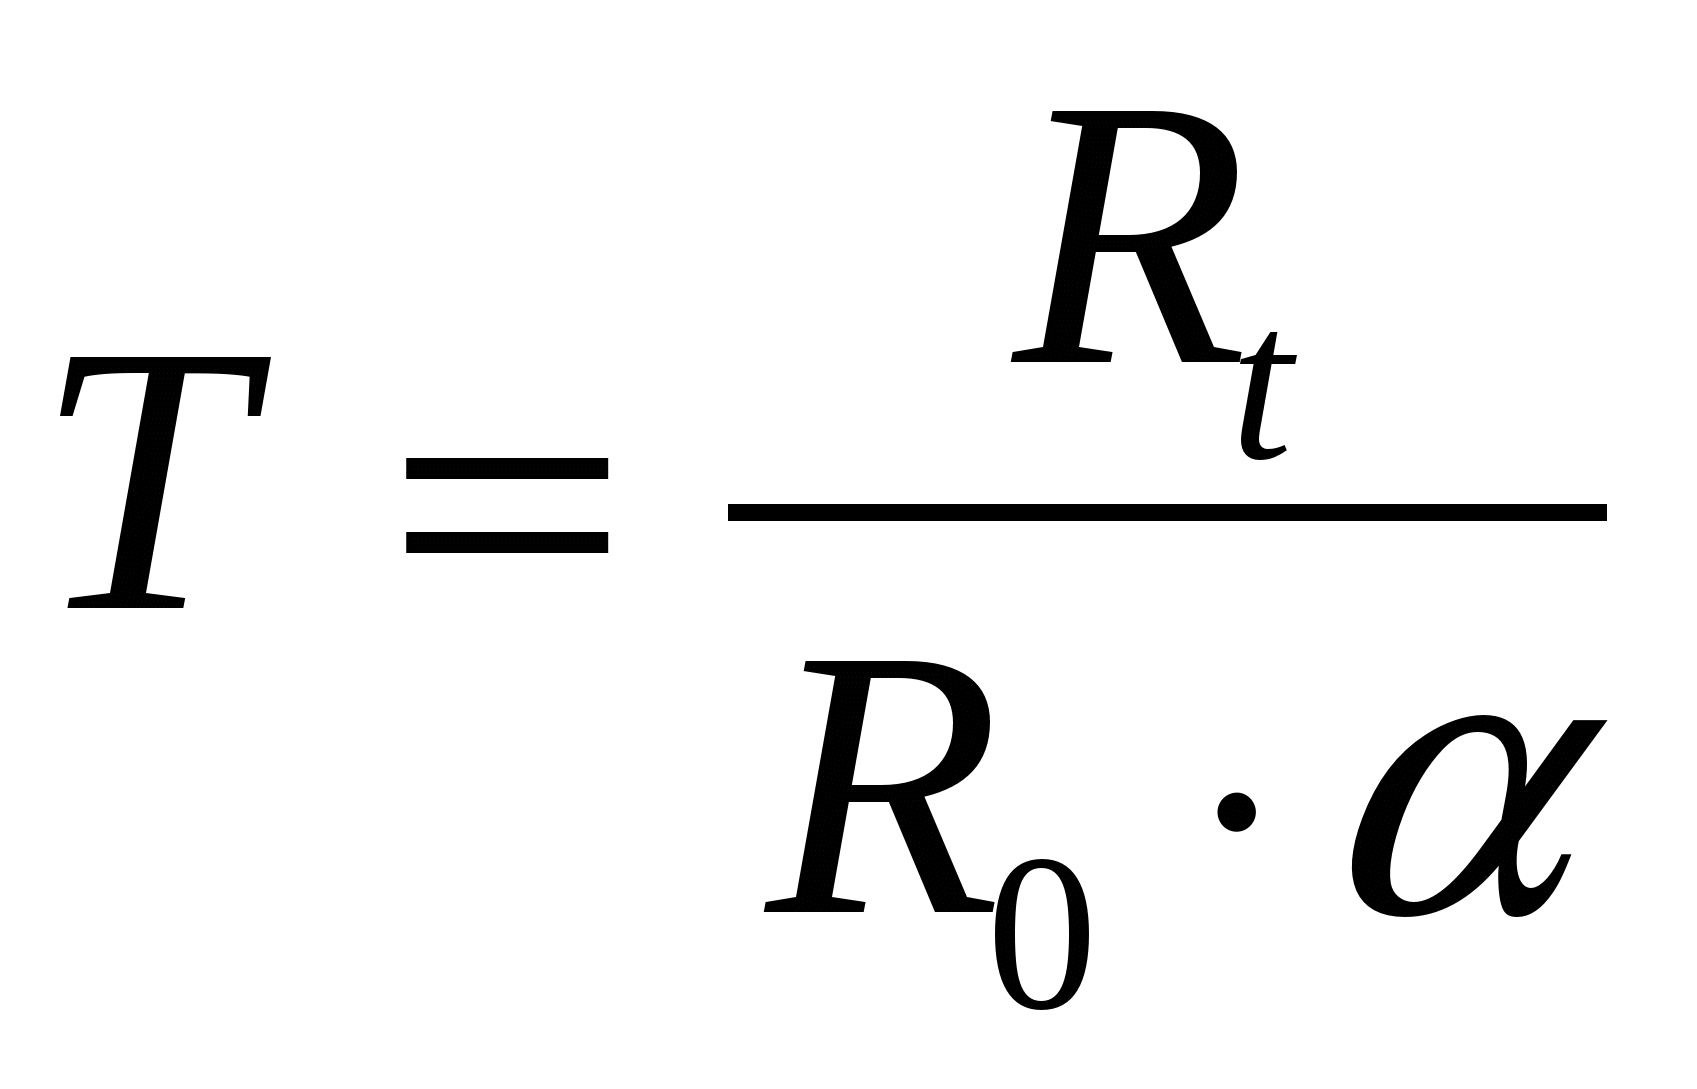 T = R_t / (R_0 · α)